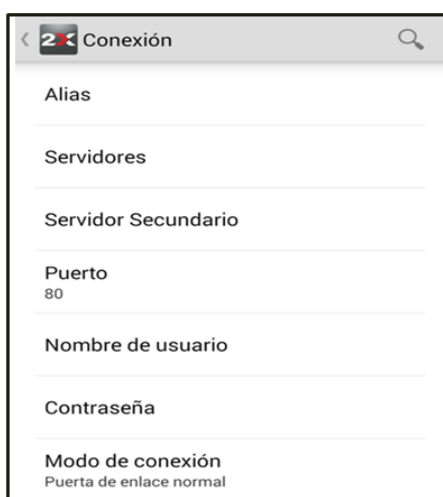 2X Conexión
Alias
Servidores
Servidor Secundario
Puerto
80
Nombre de usuario
Contraseña
Modo de conexión
Puerta de enlace normal